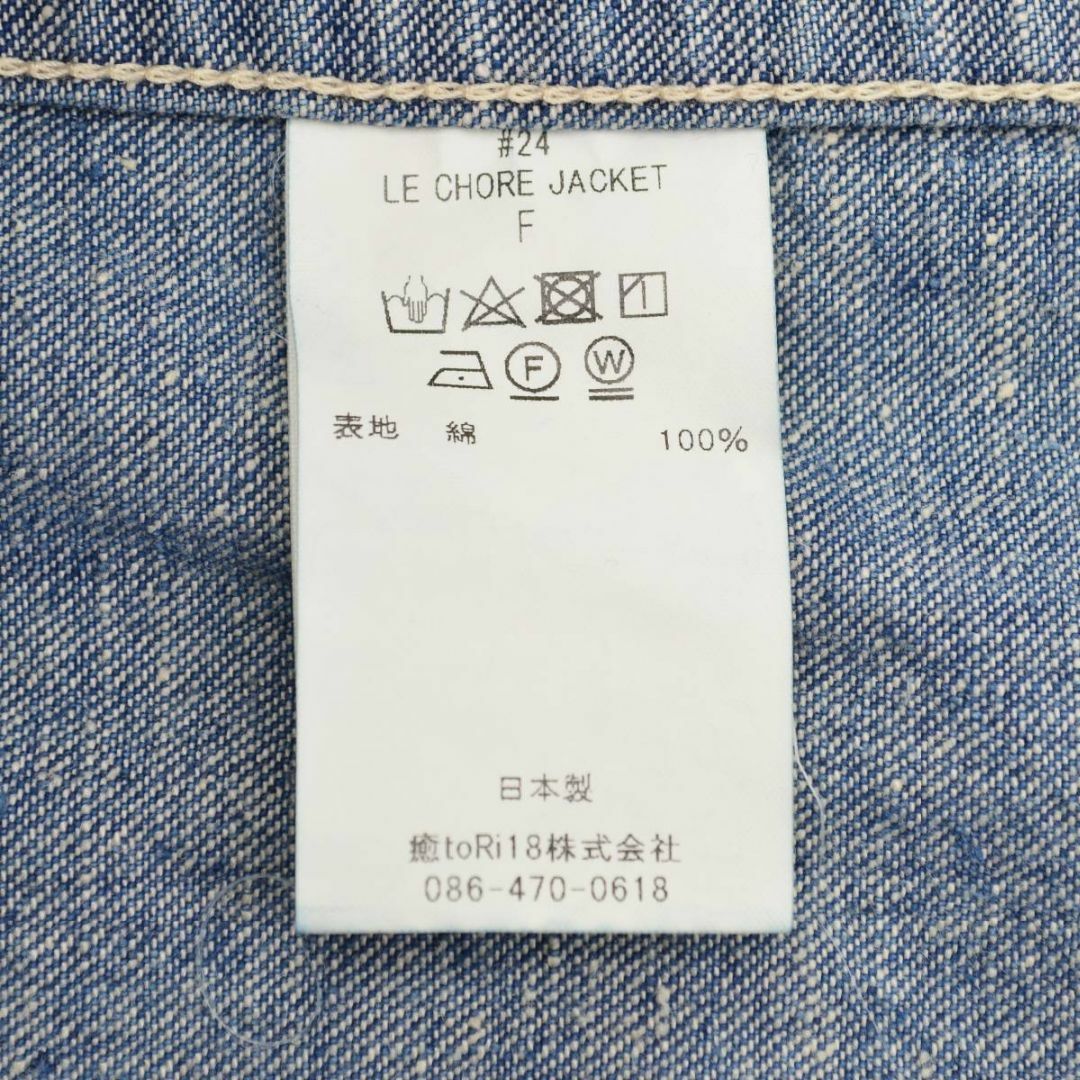 #24
LE CHORE JACKET
F
F W
表地 綿 100%
日本製
癒toRi18株式会社
086-470-0618